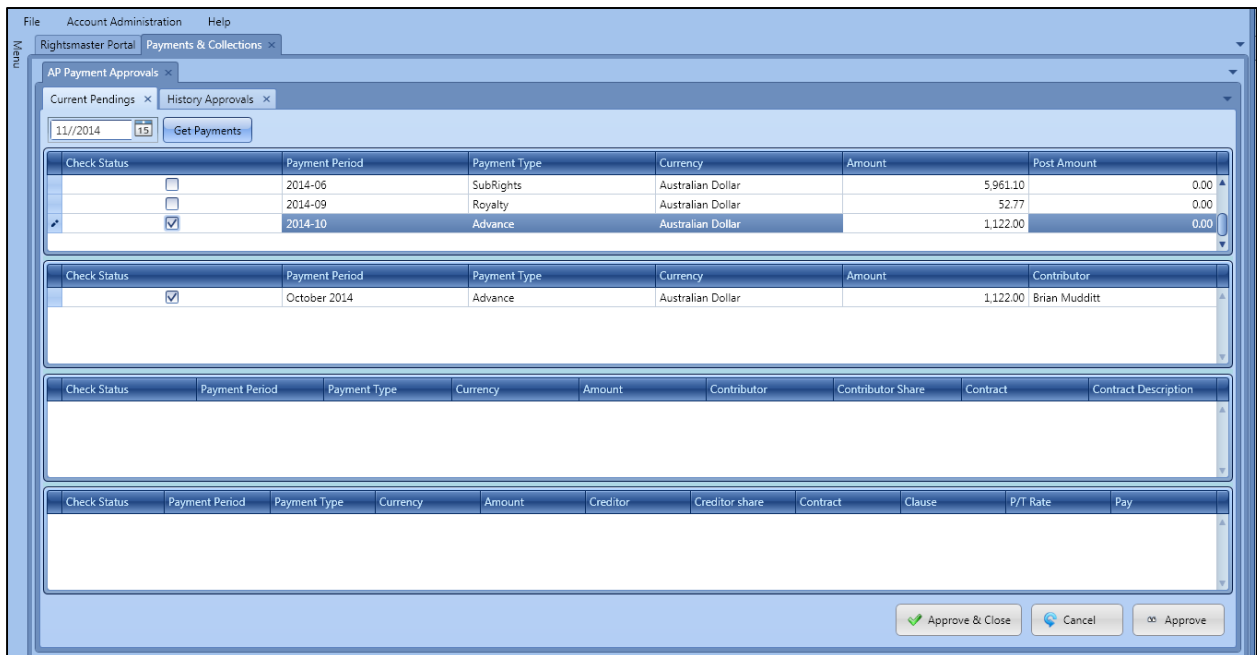 File Account Administration Help
Menu
Rightsmaster Portal Payments & Collections ×
AP Payment Approvals ×
Current Pendings × History Approvals ×
11//2014 15 Get Payments
Check Status Payment Period Payment Type Currency Amount Post Amount
2014-06 SubRights Australian Dollar 5,961.10 0.00
2014-09 Royalty Australian Dollar 52.77 0.00
2014-10 Advance Australian Dollar 1,122.00 0.00
Check Status Payment Period Payment Type Currency Amount Contributor
October 2014 Advance Australian Dollar 1,122.00 Brian Mudditt
Check Status Payment Period Payment Type Currency Amount Contributor Contributor Share Contract Contract Description
Check Status Payment Period Payment Type Currency Amount Creditor Creditor share Contract Clause P/T Rate Pay
Approve & Close Cancel Approve